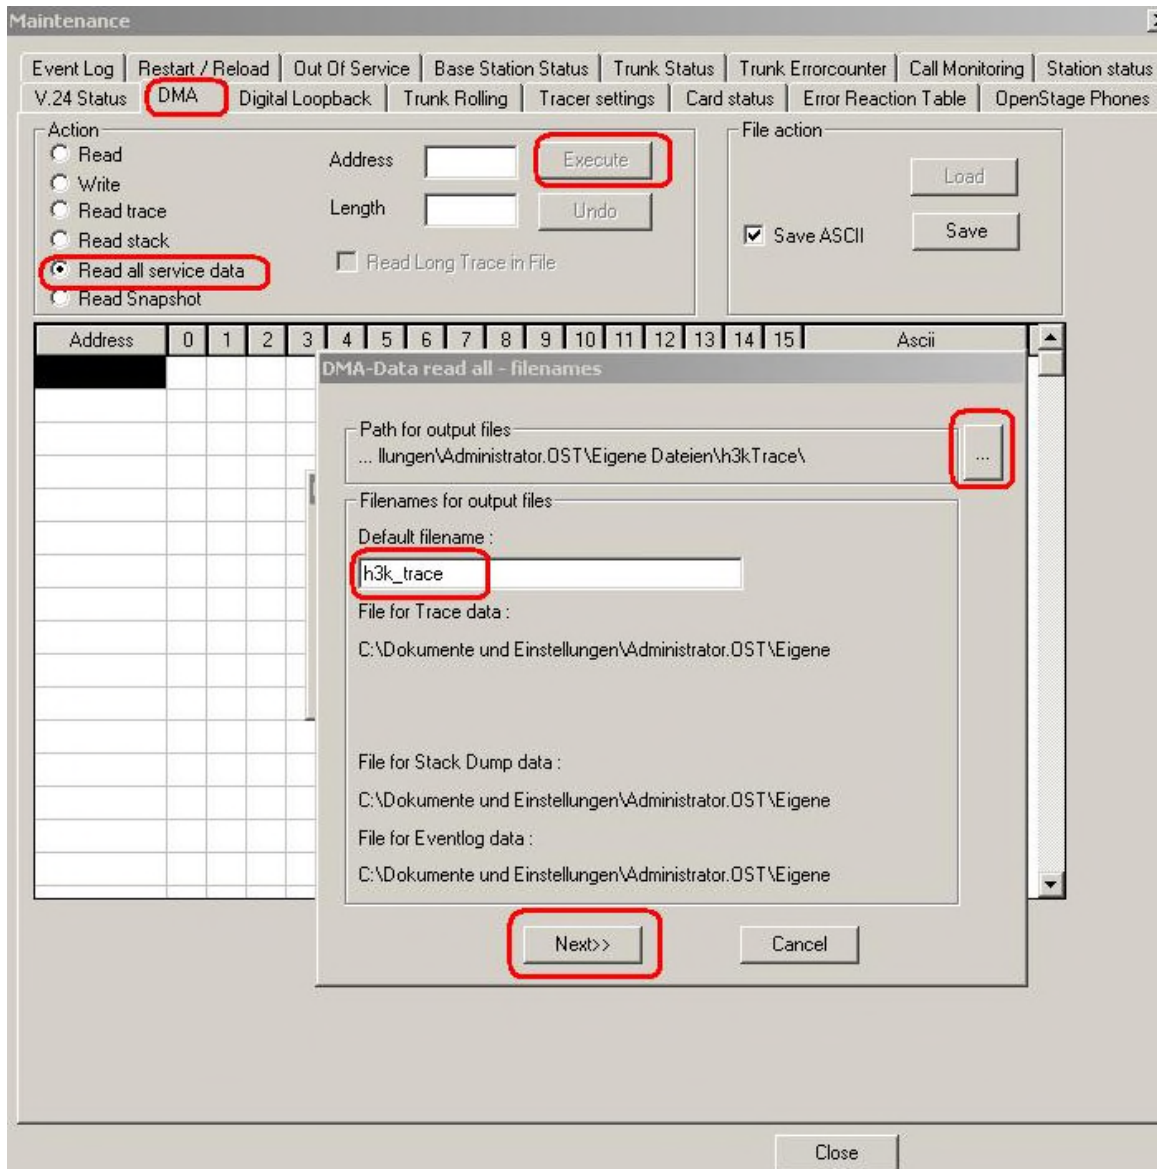 Maintenance
Event Log Restart / Reload Out Of Service Base Station Status Trunk Status Trunk Errorcounter Call Monitoring Station status
V.24 Status DMA Digital Loopback Trunk Rolling Tracer settings Card status Error Reaction Table OpenStage Phones
Action
Read
Write
Read trace
Read stack
Read all service data
Read Snapshot
Address
Execute
Length
Undo
Read Long Trace in File
File action
Load
Save ASCII
Save
Address 0 1 2 3 4 5 6 7 8 9 10 11 12 13 14 15 Ascii
DMA-Data read all - filenames
Path for output files
... llungen\Administrator.OST\Eigene Dateien\h3kTrace\
...
Filenames for output files
Default filename :
h3k_trace
File for Trace data :
C:\Dokumente und Einstellungen\Administrator.OST\Eigene
File for Stack Dump data :
C:\Dokumente und Einstellungen\Administrator.OST\Eigene
File for Eventlog data :
C:\Dokumente und Einstellungen\Administrator.OST\Eigene
Next>>
Cancel
Close